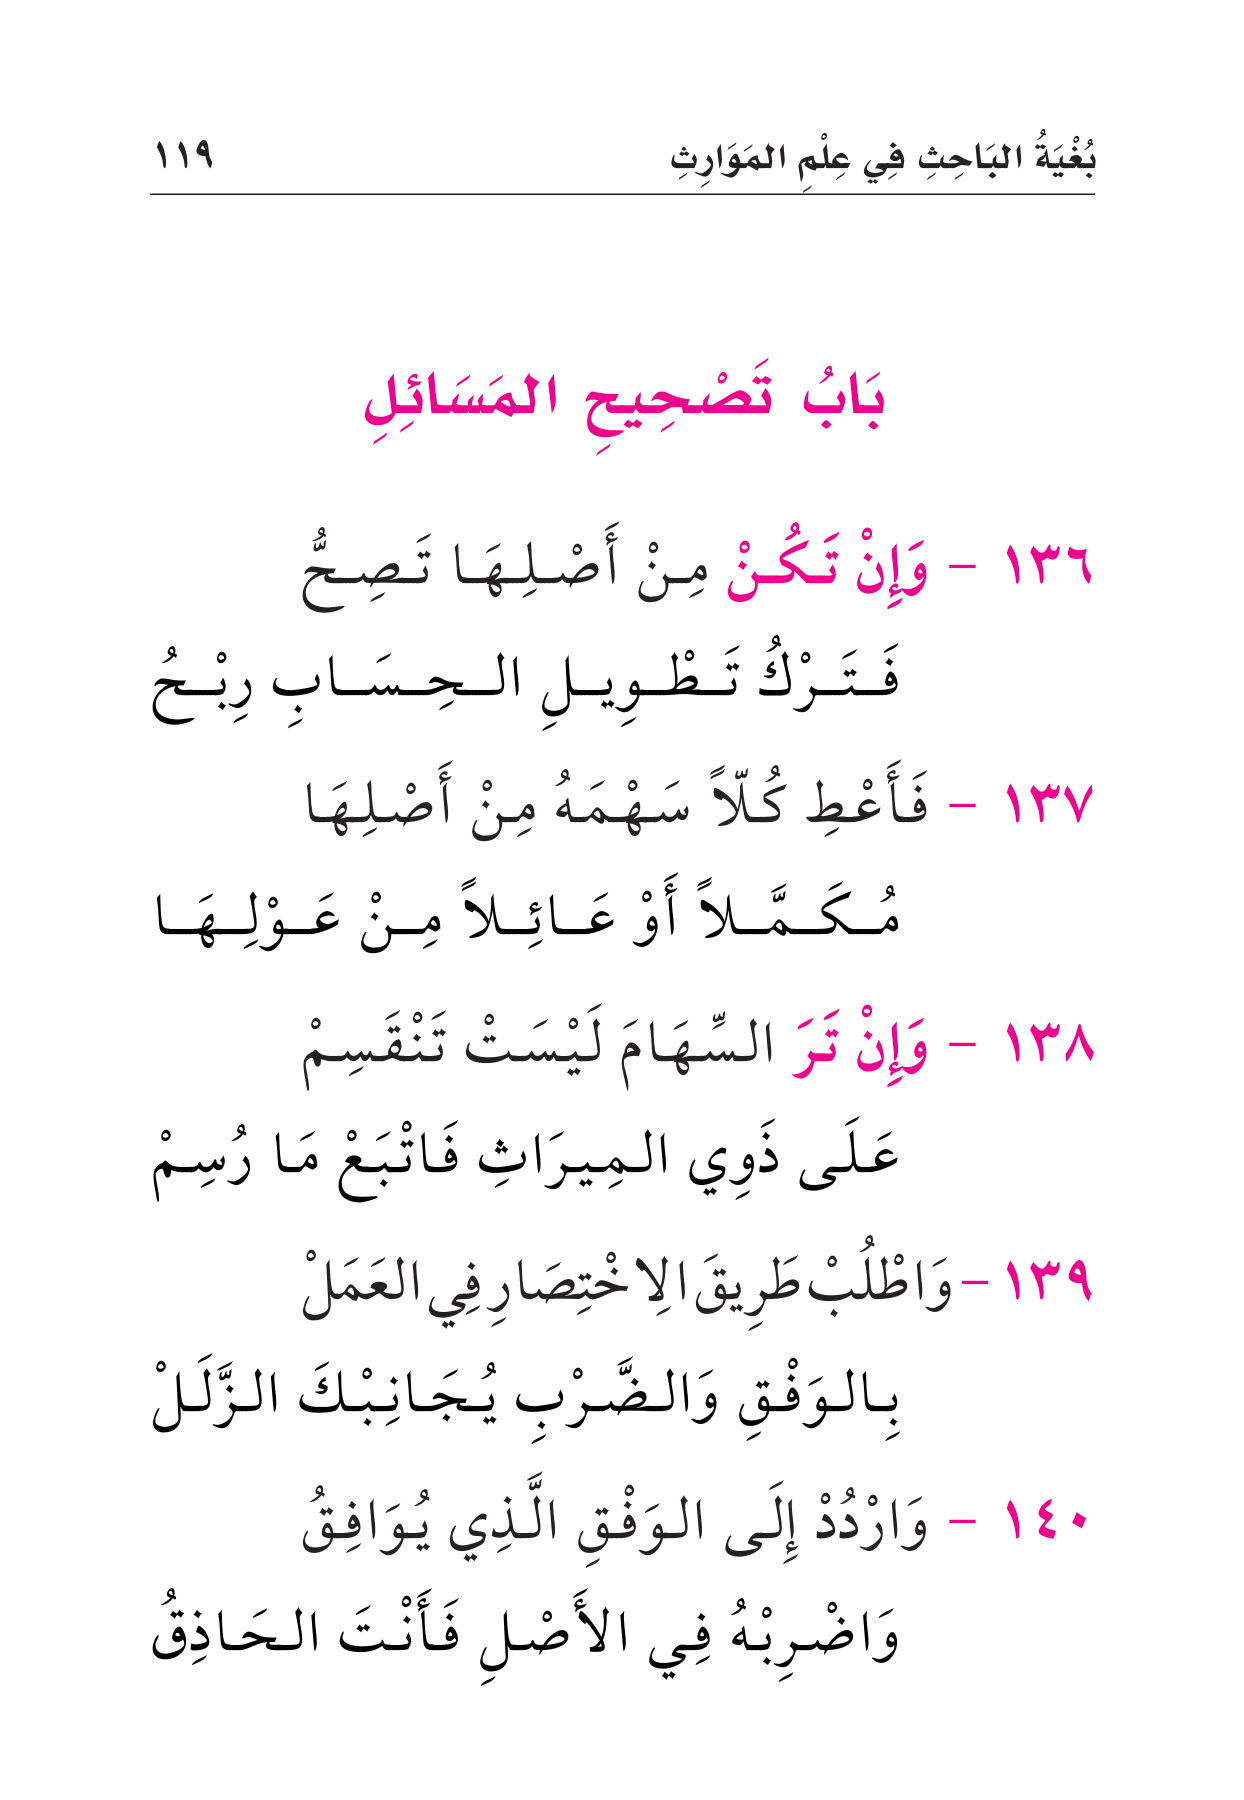 بُغْيَةُ البَاحِثِ فِي عِلْمِ المَوَارِثِ ١١٩
بَابُ تَصْحِيحِ المَسَائِلِ
١٣٦ - وَإِنْ تَكُنْ مِنْ أَصْلِهَا تَصِحُّ
فَتَرْكُ تَطْوِيلِ الحِسَابِ رِبْحُ
١٣٧ - فَأَعْطِ كُلّاً سَهْمَهُ مِنْ أَصْلِهَا
مُكَمَّلاً أَوْ عَائِلاً مِنْ عَوْلِهَا
١٣٨ - وَإِنْ تَرَ السِّهَامَ لَيْسَتْ تَنْقَسِمْ
عَلَى ذَوِي المِيرَاثِ فَاتْبَعْ مَا رُسِمْ
١٣٩ - وَاطْلُبْ طَرِيقَ الِاخْتِصَارِ فِي العَمَلْ
بِالوَفْقِ وَالضَّرْبِ يُجَانِبْكَ الزَّلَلْ
١٤٠ - وَارْدُدْ إِلَى الوَفْقِ الَّذِي يُوَافِقُ
وَاضْرِبْهُ فِي الأَصْلِ فَأَنْتَ الحَاذِقُ